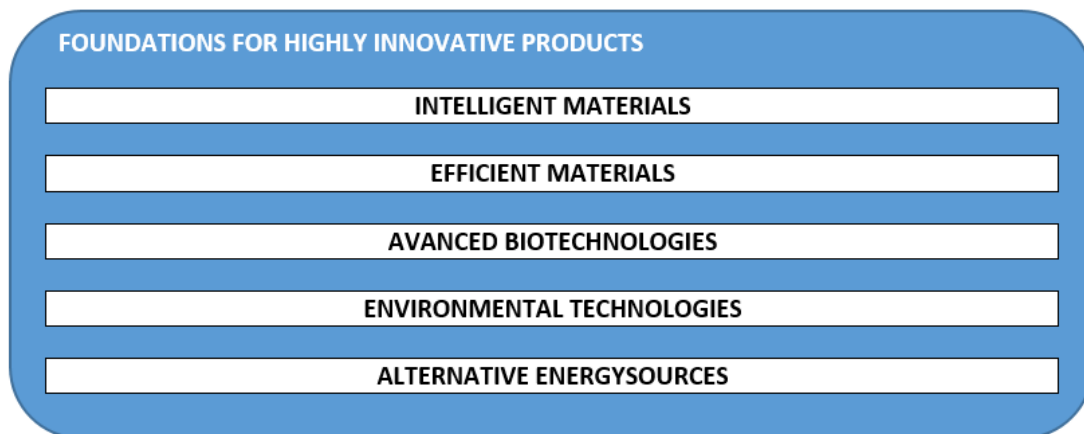 FOUNDATIONS FOR HIGHLY INNOVATIVE PRODUCTS
INTELLIGENT MATERIALS
EFFICIENT MATERIALS
AVANCED BIOTECHNOLOGIES
ENVIRONMENTAL TECHNOLOGIES
ALTERNATIVE ENERGYSOURCES